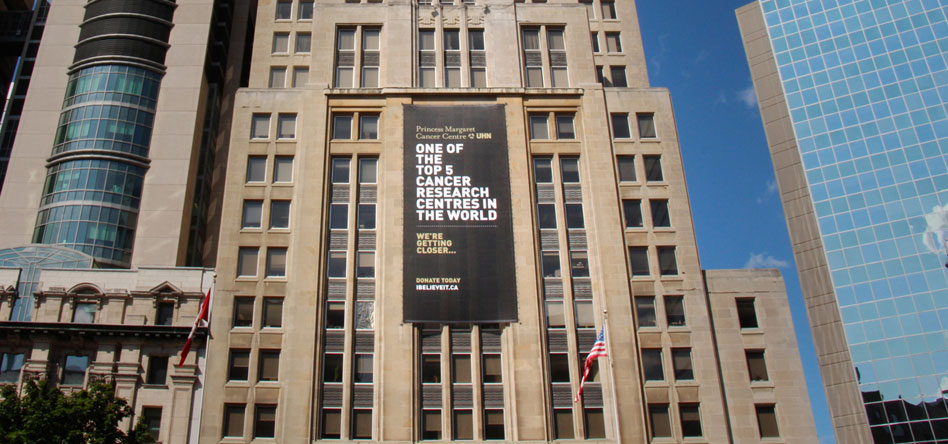 Princess Margaret
Cancer Centre UHN
ONE OF
THE
TOP 5
CANCER
RESEARCH
CENTRES IN
THE WORLD
WE'RE
GETTING
CLOSER...
DONATE TODAY
IBELIEVEIT.CA